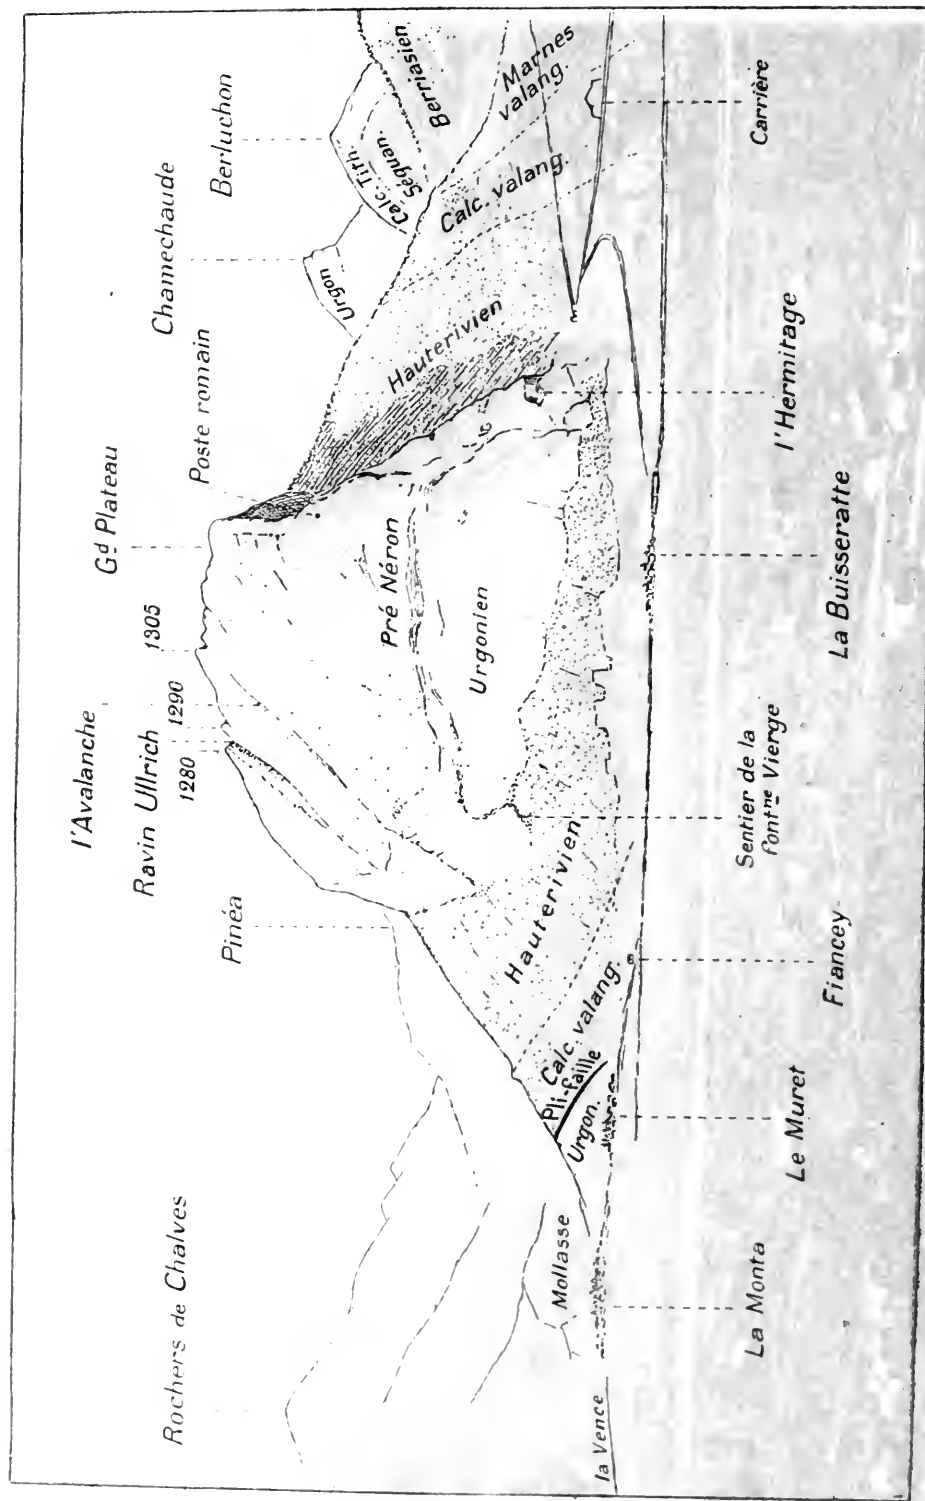 Rochers de Chalves
Pinéa
l'Avalanche
Ravin Ullrich
1280
1290
1305
Gd Plateau
Poste romain
Chamechaude
Berluchon
Urgon
Calc. Tith.
Séquan.
Berriasien
Marnes
valang.
Calc. valang.
Hauterivien
Pré Néron
Urgonien
Hauterivien
Calc. valang.
Pli-faille
Urgon.
Mollasse
la Vence
La Monta
Le Muret
Fiancey
Sentier de la
Font.ne Vierge
La Buisseratte
l'Hermitage
Carrière